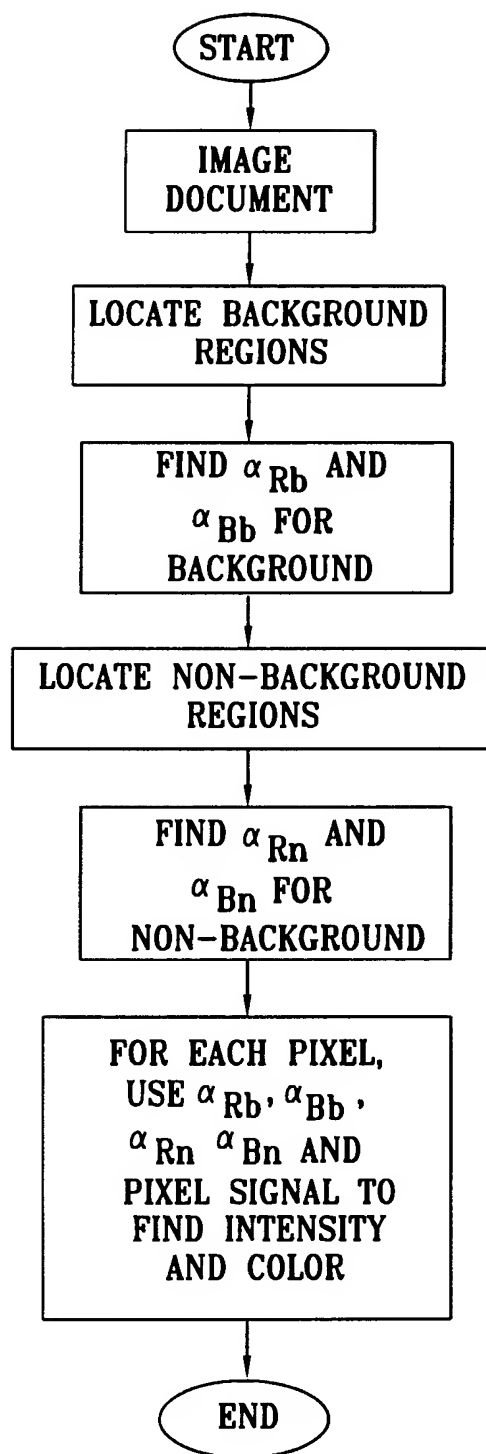 START
IMAGE
DOCUMENT
LOCATE BACKGROUND
REGIONS
FIND α Rb AND
α Bb FOR
BACKGROUND
LOCATE NON-BACKGROUND
REGIONS
FIND α Rn AND
α Bn FOR
NON-BACKGROUND
FOR EACH PIXEL,
USE α Rb, α Bb,
α Rn α Bn AND
PIXEL SIGNAL TO
FIND INTENSITY
AND COLOR
END